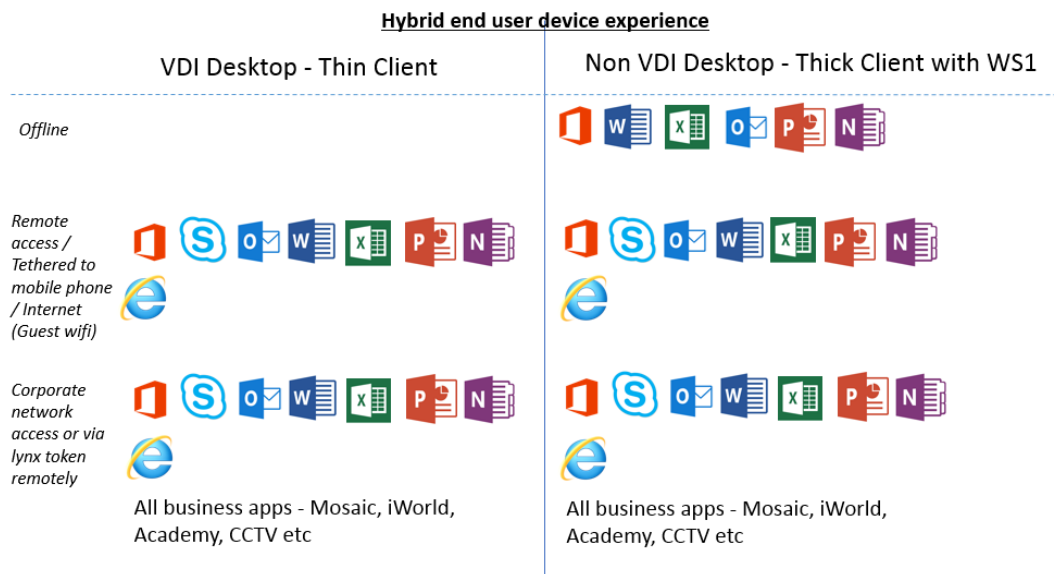 Hybrid end user device experience
VDI Desktop - Thin Client
Non VDI Desktop - Thick Client with WS1
Offline
W X O P N
Remote
access /
Tethered to
mobile phone
/ Internet
(Guest wifi)
S O W X P N
S O W X P N
e
e
Corporate
network
access or via
lynx token
remotely
S O W X P N
S O W X P N
e
e
All business apps - Mosaic, iWorld,
Academy, CCTV etc
All business apps - Mosaic, iWorld,
Academy, CCTV etc